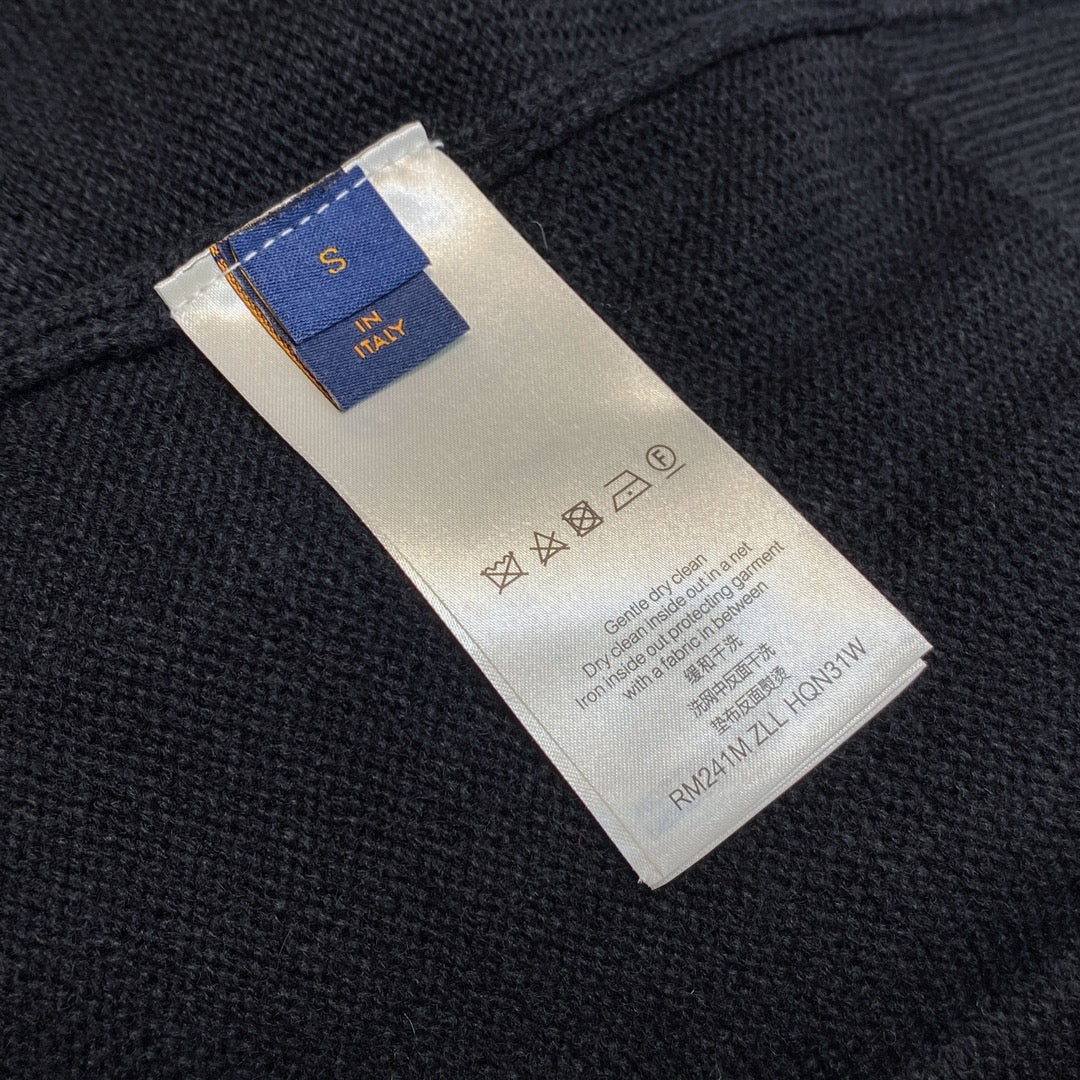 S
IN
ITALY
F
Gentle dry clean
Dry clean inside out in a net
Iron inside out protecting garment
with a fabric in between
缓和干洗
洗网中反面干洗
垫布反面熨烫
RM241M ZLL HQN31W